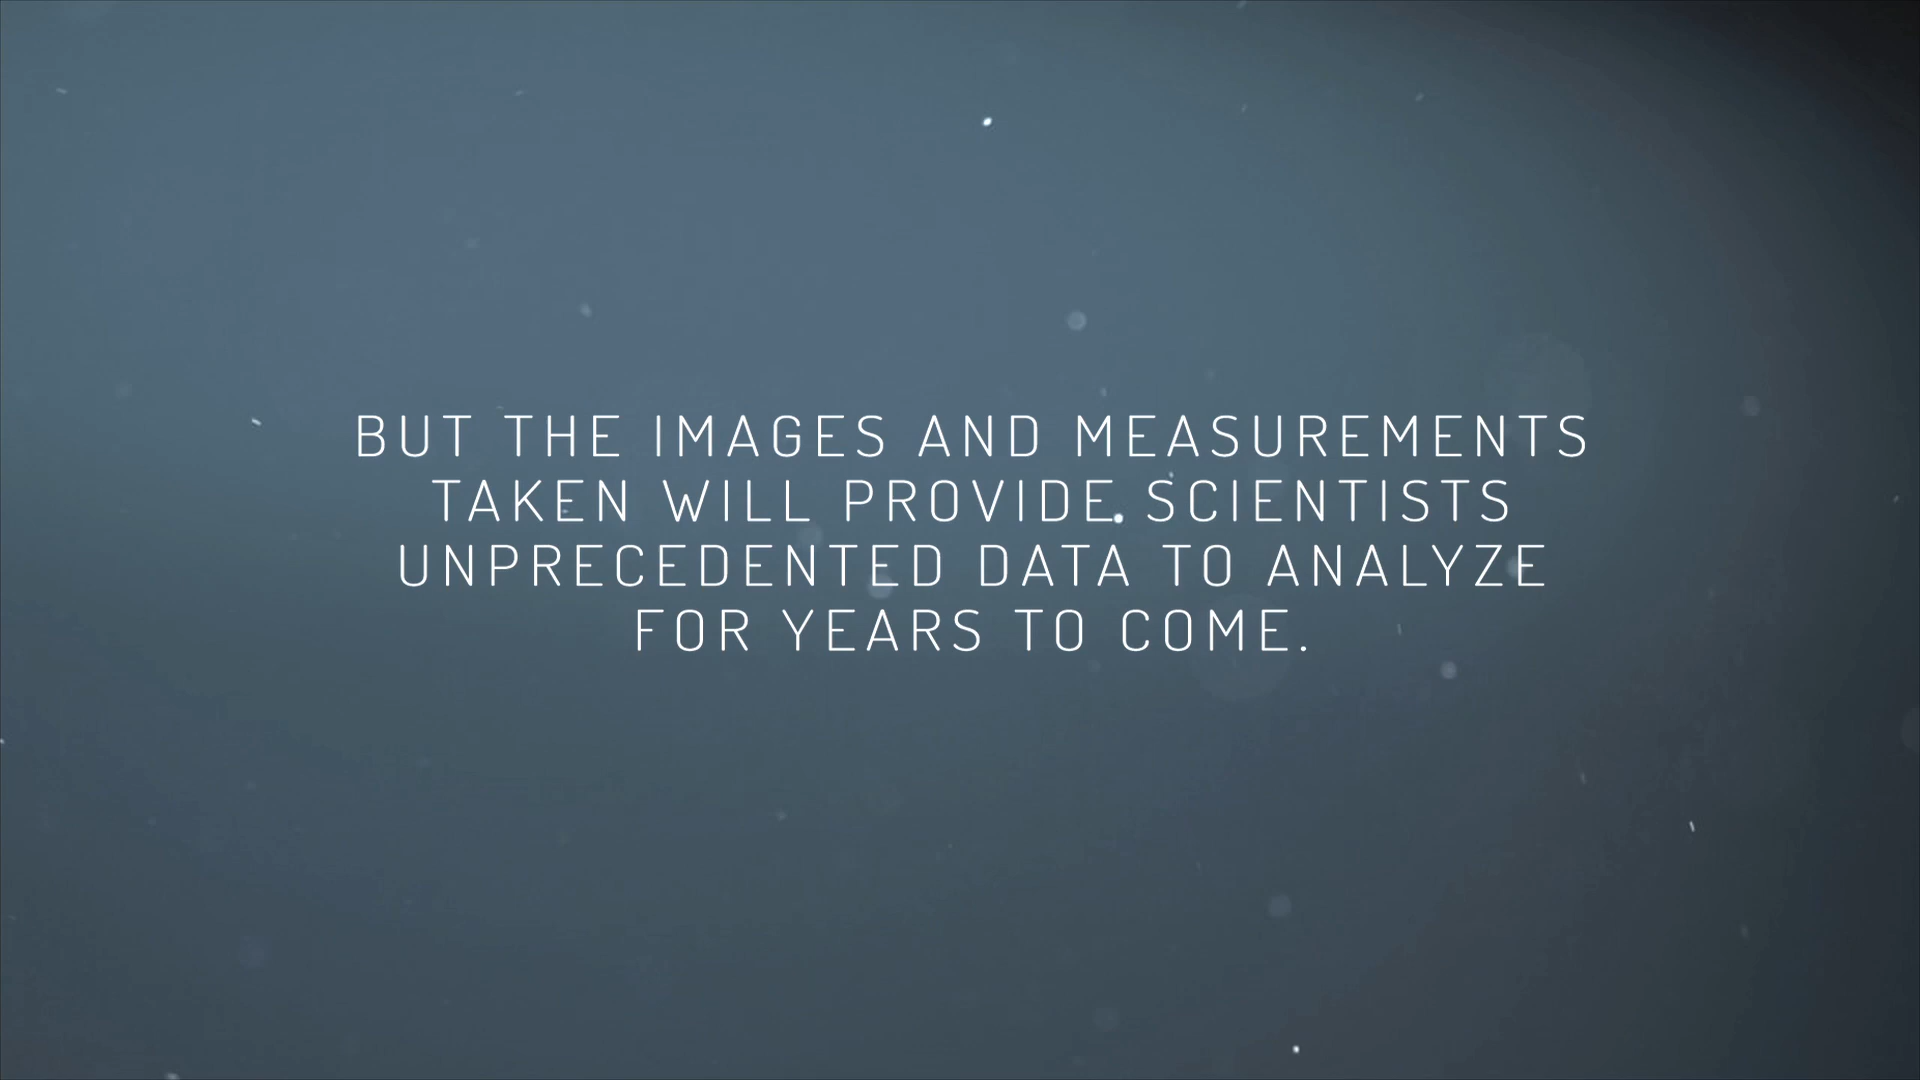 BUT THE IMAGES AND MEASUREMENTS
TAKEN WILL PROVIDE SCIENTISTS
UNPRECEDENTED DATA TO ANALYZE
FOR YEARS TO COME.